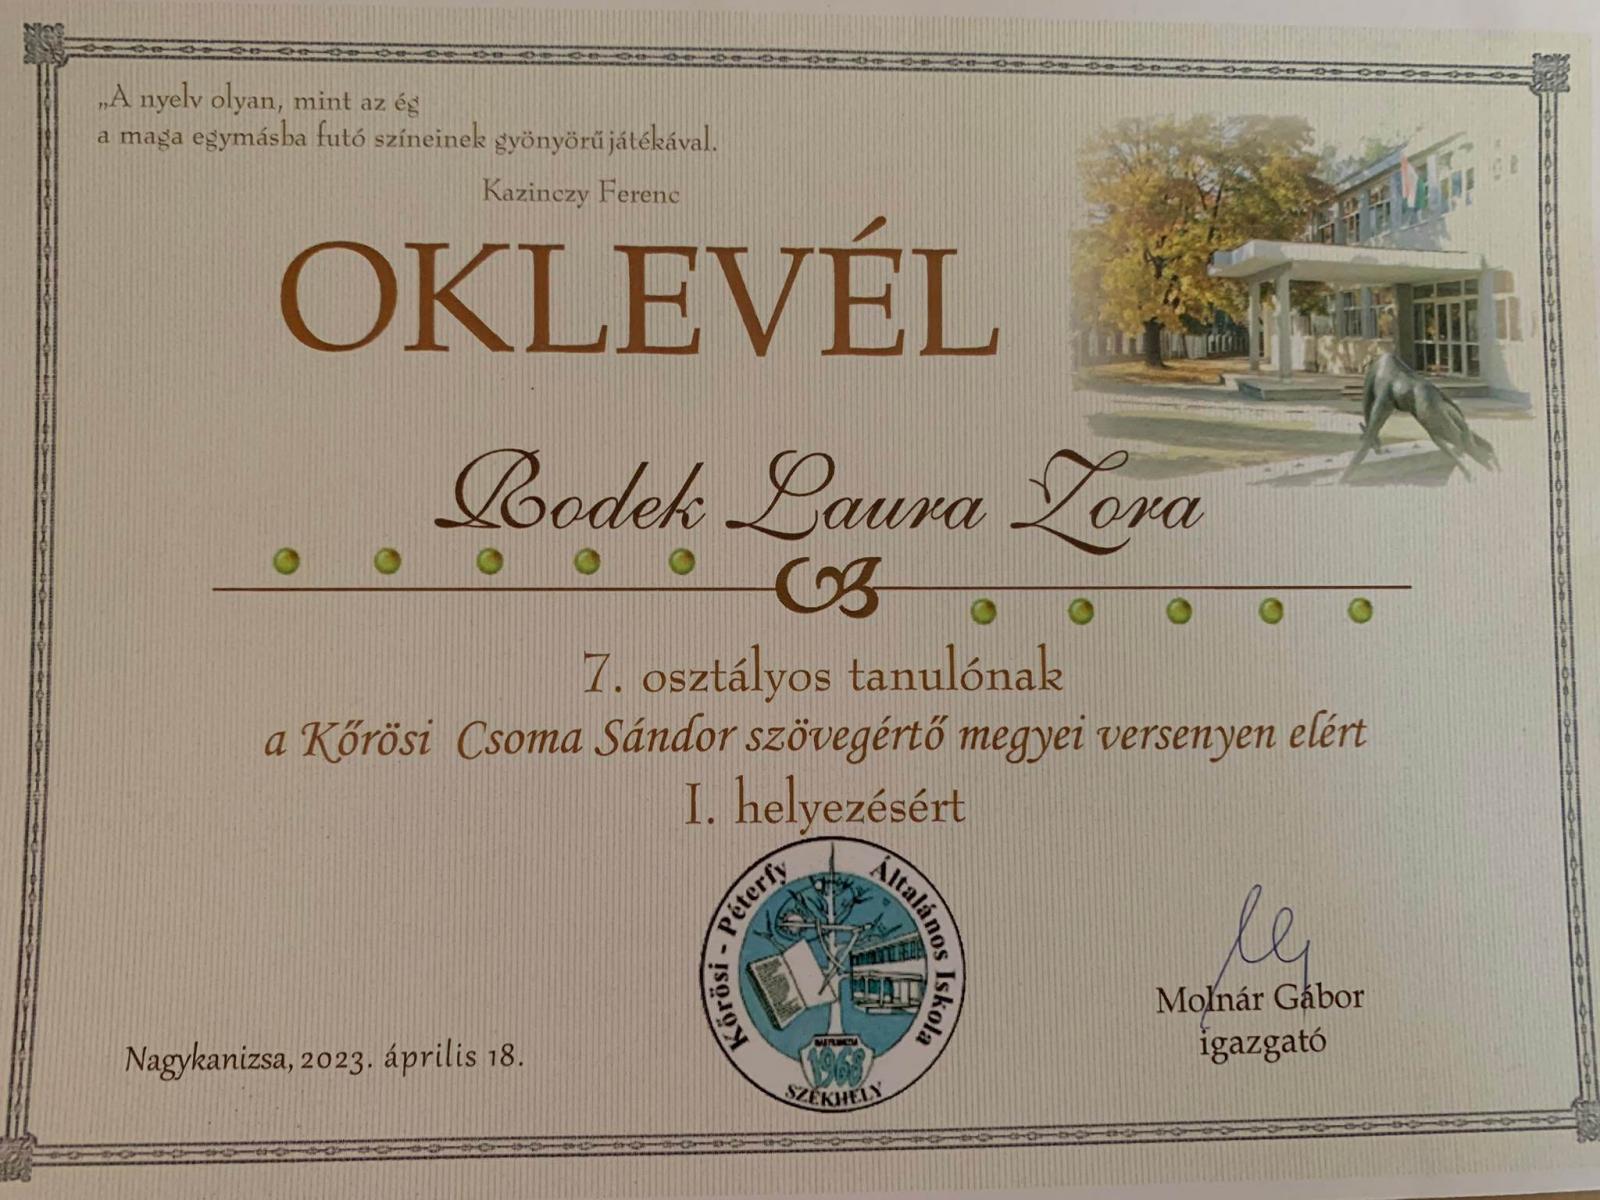 „A nyelv olyan, mint az ég
a maga egymásba futó színeinek gyönyörű játékával.
Kazinczy Ferenc
OKLEVÉL
Rodek Laura Zora
7. osztályos tanulónak
a Kőrösi Csoma Sándor szövegértő megyei versenyen elért
I. helyezésért
Kőrösi - Péterfy Általános Iskola
NAGYKANIZSA
1968
SZÉKHELY
Molnár Gábor
igazgató
Nagykanizsa, 2023. április 18.